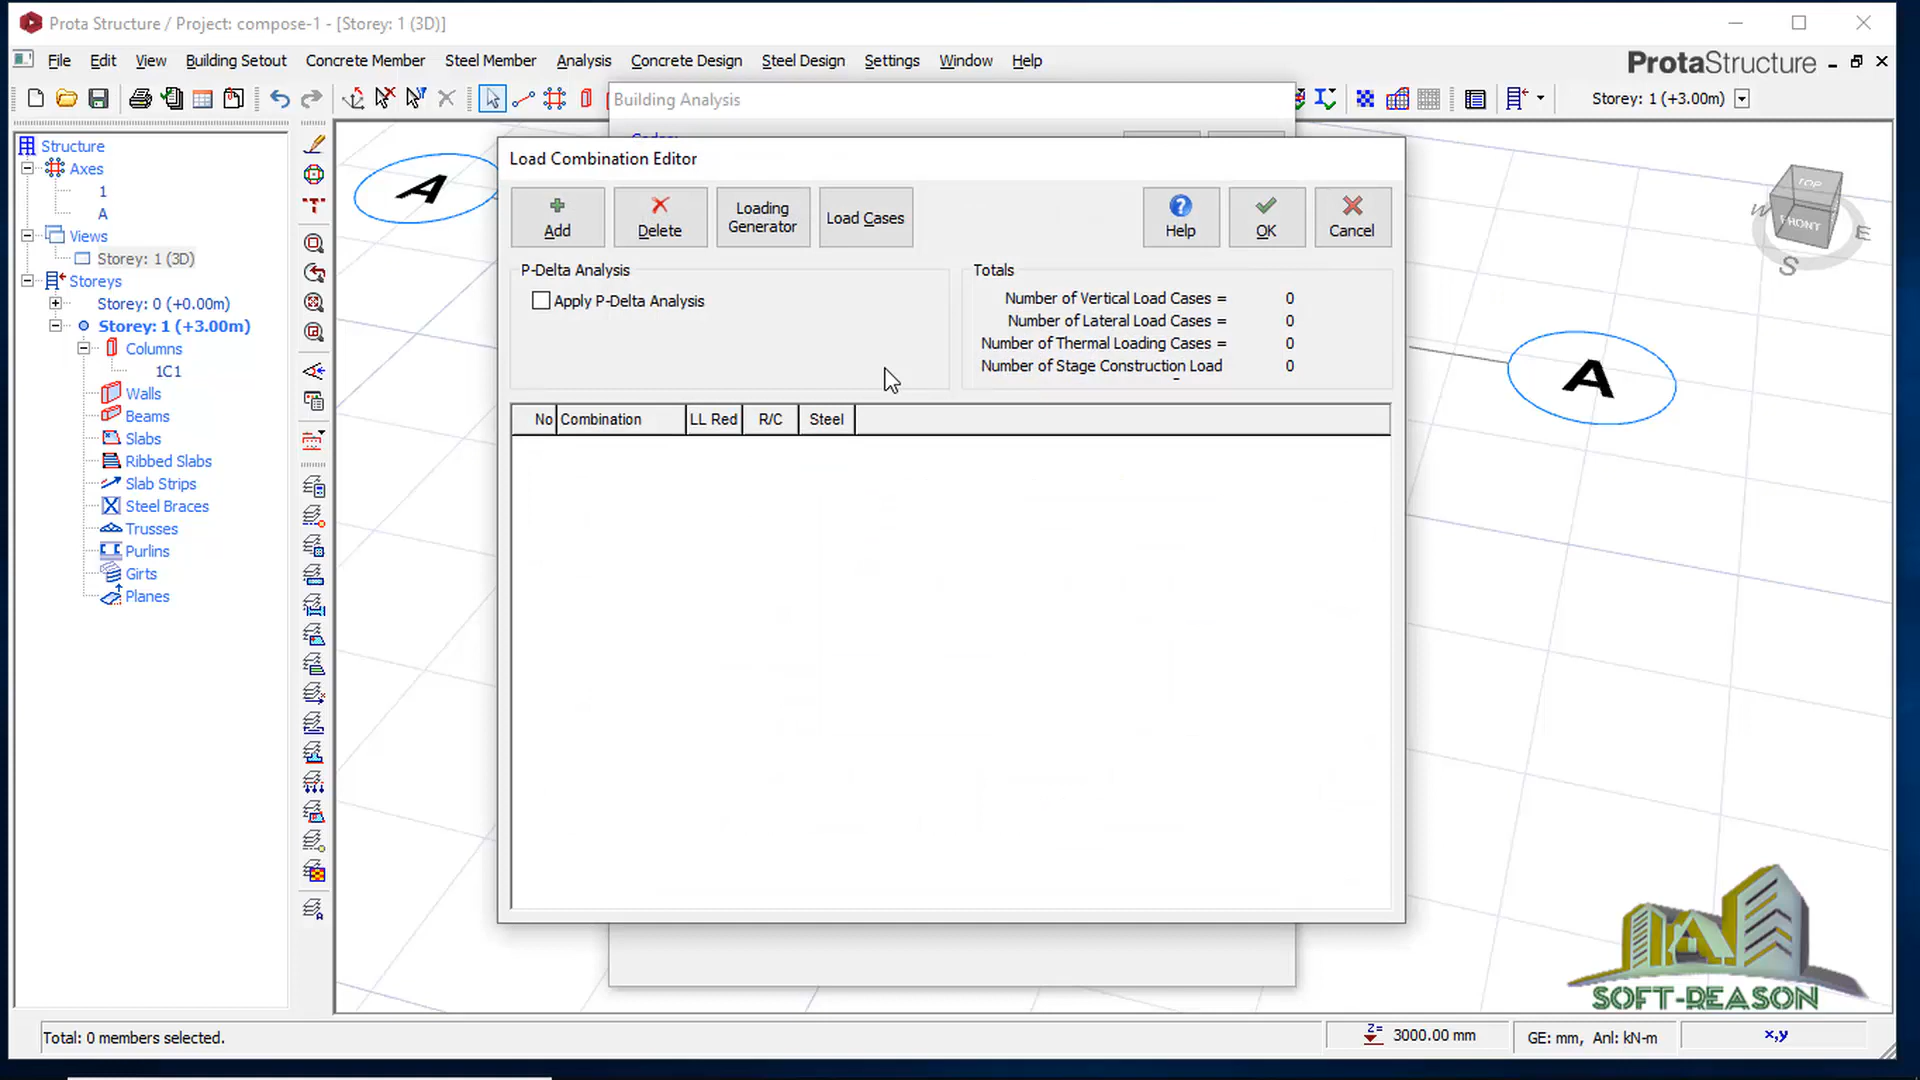 Prota Structure / Project: compose-1 - [Storey: 1 (3D)]
File Edit View Building Setout Concrete Member Steel Member Analysis Concrete Design Steel Design Settings Window Help
ProtaStructure
Storey: 1 (+3.00m)
Structure
Axes
1
A
Views
Storey: 1 (3D)
Storeys
Storey: 0 (+0.00m)
Storey: 1 (+3.00m)
Columns
1C1
Walls
Beams
Slabs
Ribbed Slabs
Slab Strips
Steel Braces
Trusses
Purlins
Girts
Planes
Building Analysis
Load Combination Editor
Add
Delete
Loading Generator
Load Cases
Help
OK
Cancel
P-Delta Analysis
Apply P-Delta Analysis
Totals
Number of Vertical Load Cases = 0
Number of Lateral Load Cases = 0
Number of Thermal Loading Cases = 0
Number of Stage Construction Load 0
No Combination LL Red R/C Steel
A
A
TOP
FRONT
W
E
S
SOFT-REASON
Total: 0 members selected.
Z= 3000.00 mm
GE: mm, Anl: kN-m
x,y